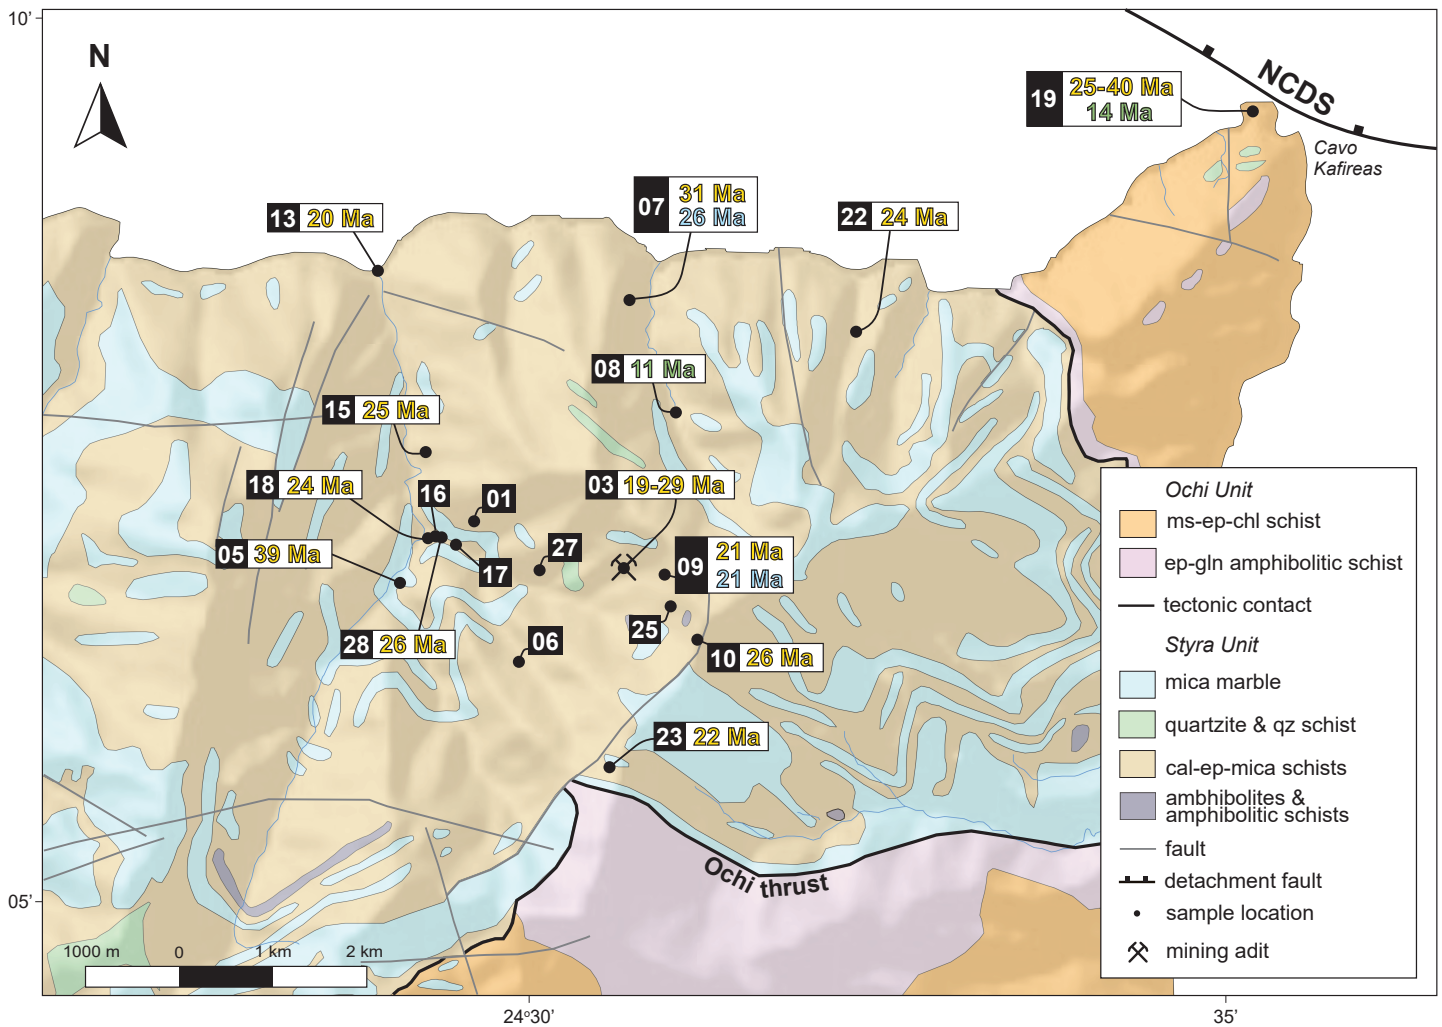 10’
N
NCDS
19
25-40 Ma
14 Ma
Cavo
Kafireas
13 20 Ma
07
31 Ma
26 Ma
22 24 Ma
08 11 Ma
15 25 Ma
18 24 Ma
16
01
03 19-29 Ma
05 39 Ma
17
27
09
21 Ma
21 Ma
28 26 Ma
06
25
10 26 Ma
23 22 Ma
Ochi thrust
05’
1000 m 0 1 km 2 km
24°30’
35’
Ochi Unit
ms-ep-chl schist
ep-gln amphibolitic schist
tectonic contact
Styra Unit
mica marble
quartzite & qz schist
cal-ep-mica schists
ambhibolites &
amphibolitic schists
fault
detachment fault
sample location
mining adit